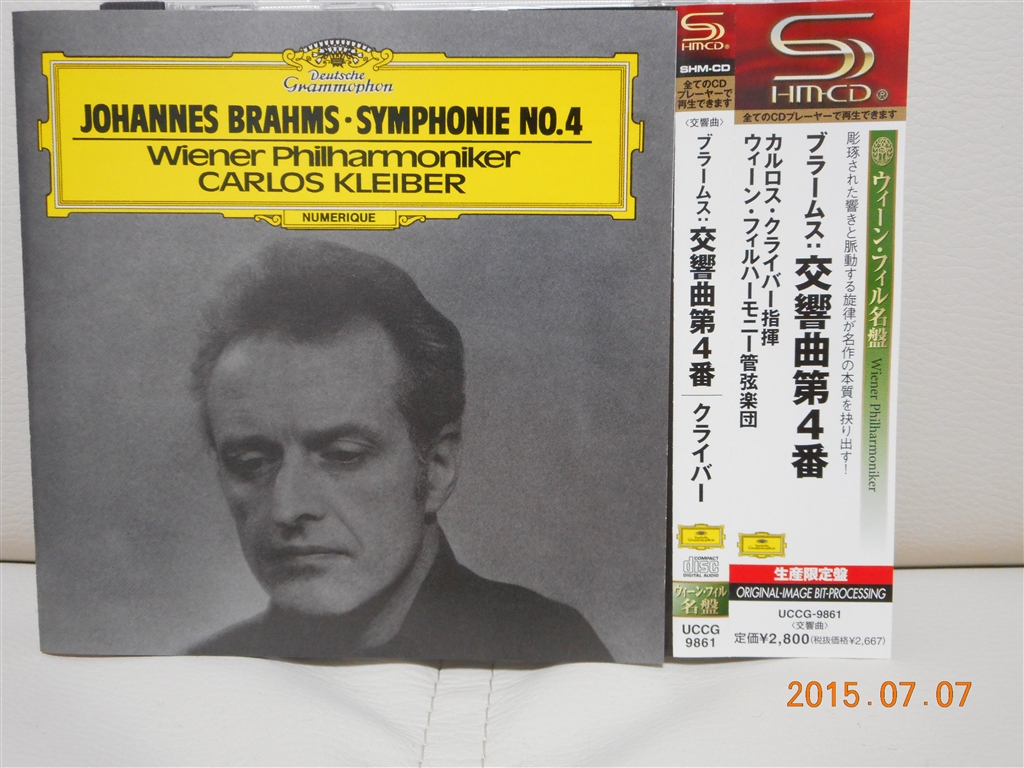 Deutsche
Grammophon
JOHANNES BRAHMS · SYMPHONIE NO.4
Wiener Philharmoniker
CARLOS KLEIBER
NUMERIQUE
HM-CD®
SHM-CD
全てのCD
プレーヤーで
再生できます
〈交響曲〉
ブラームス:交響曲第4番
クライバー
COMPACT
disc
DIGITAL AUDIO
ウィーン・フィル
名盤
UCCG
9861
HM-CD®
全てのCDプレーヤーで再生できます
ウィーン・フィル名盤 Wiener Philharmoniker
彫琢された響きと脈動する旋律が名作の本質を抉り出す!
ブラームス:交響曲第4番
カルロス・クライバー指揮
ウィーン・フィルハーモニー管弦楽団
生産限定盤
ORIGINAL-IMAGE BIT-PROCESSING
UCCG-9861
〈交響曲〉
定価¥2,800(税抜価格¥2,667)
2015.07.07